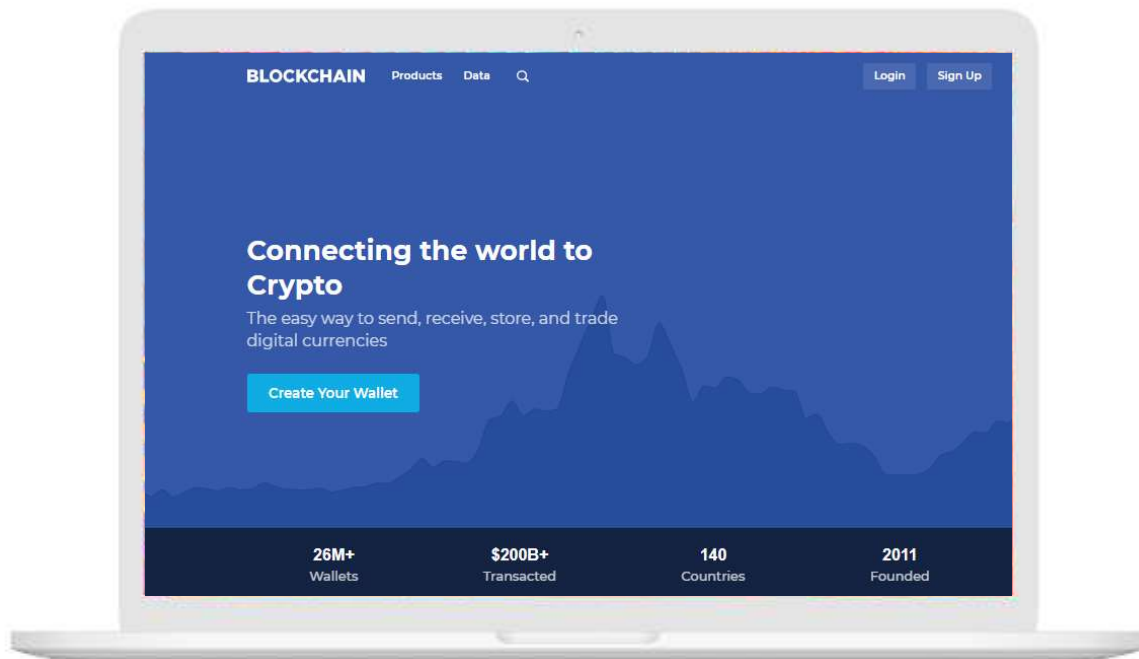 BLOCKCHAIN Products Data Login Sign Up
Connecting the world to
Crypto
The easy way to send, receive, store, and trade
digital currencies
Create Your Wallet
26M+ $200B+ 140 2011
Wallets Transacted Countries Founded